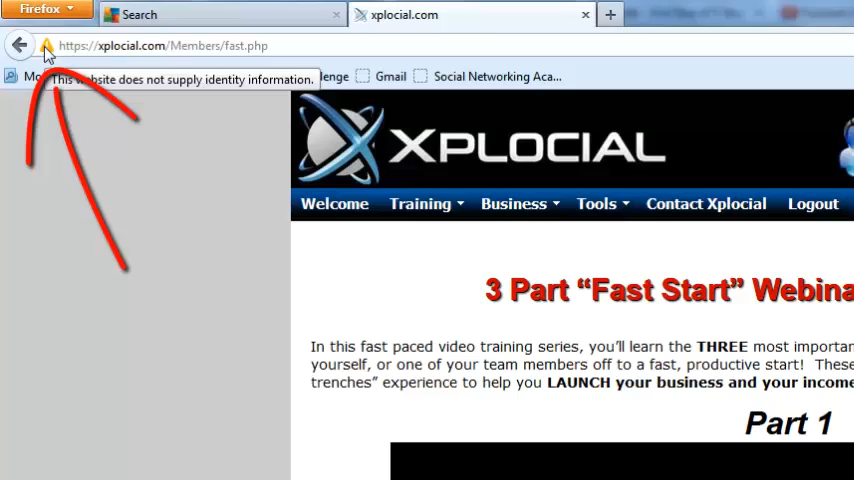 Firefox
Search
xplocial.com
https://xplocial.com/Members/fast.php
Mo
This website does not supply identity information.
lenge
Gmail
Social Networking Aca...
XPLOCIAL
Welcome
Training
Business
Tools
Contact Xplocial
Logout
3 Part “Fast Start” Webina
In this fast paced video training series, you’ll learn the THREE most importan
yourself, or one of your team members off to a fast, productive start! These
trenches” experience to help you LAUNCH your business and your income
Part 1